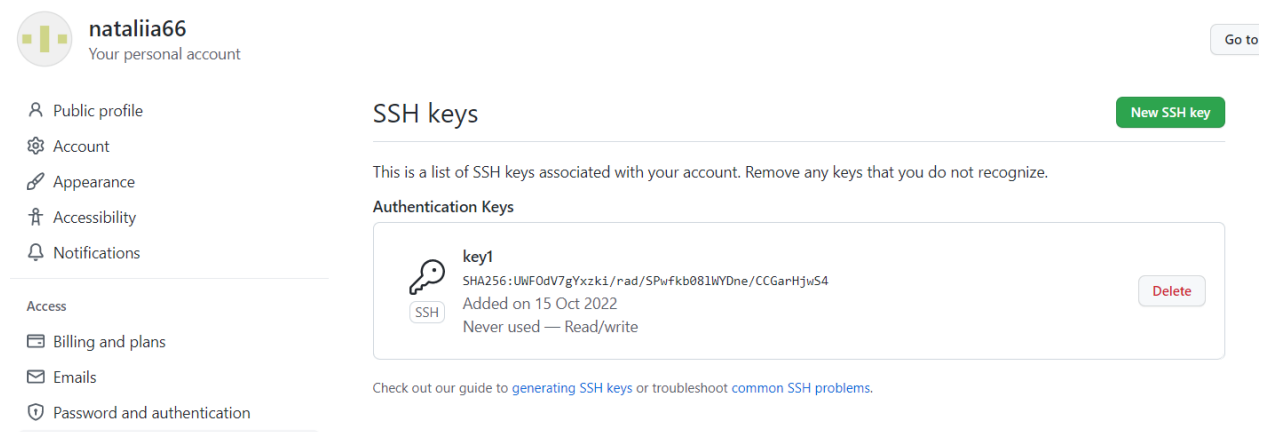 nataliia66
Your personal account
Go to
Public profile
Account
Appearance
Accessibility
Notifications
Access
Billing and plans
Emails
Password and authentication
SSH keys
New SSH key
This is a list of SSH keys associated with your account. Remove any keys that you do not recognize.
Authentication Keys
key1
SHA256:UWFOdV7gYxzki/rad/SPwfkb08lWYDne/CCGarHjwS4
Added on 15 Oct 2022
Never used — Read/write
SSH
Delete
Check out our guide to generating SSH keys or troubleshoot common SSH problems.